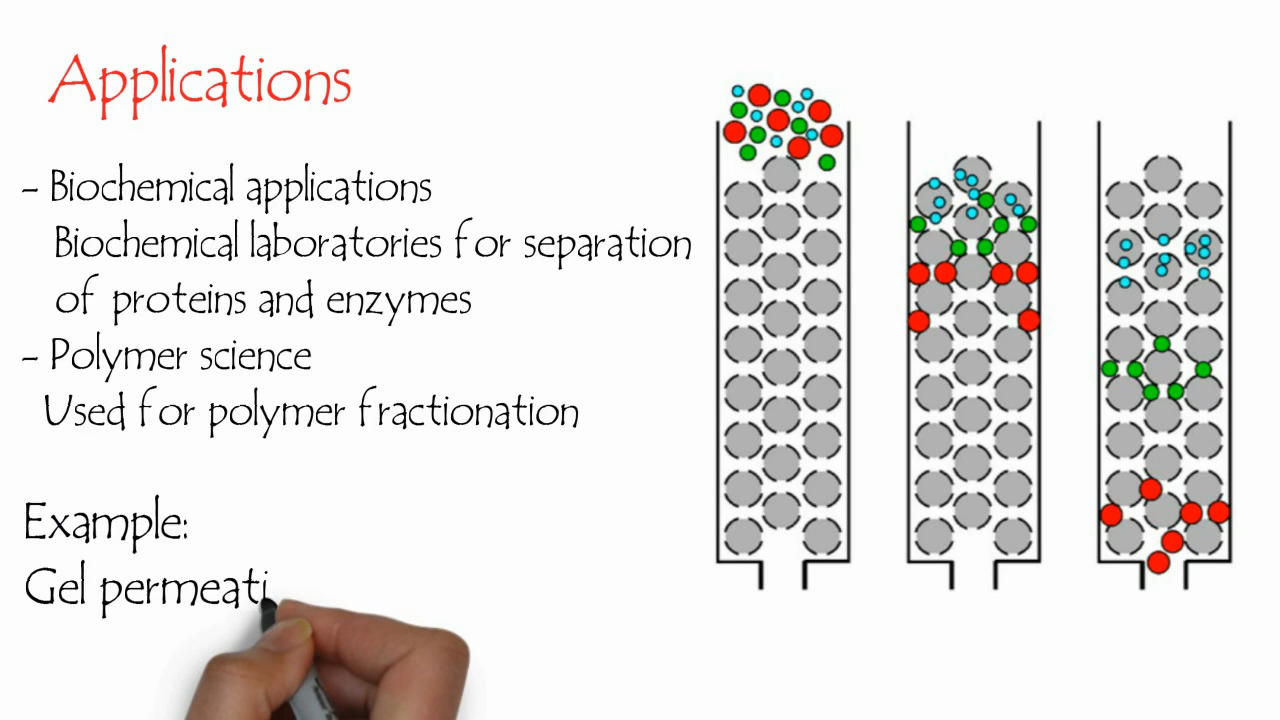 Applications
- Biochemical applications
Biochemical laboratories for separation
of proteins and enzymes
- Polymer science
Used for polymer fractionation
Example:
Gel permeati